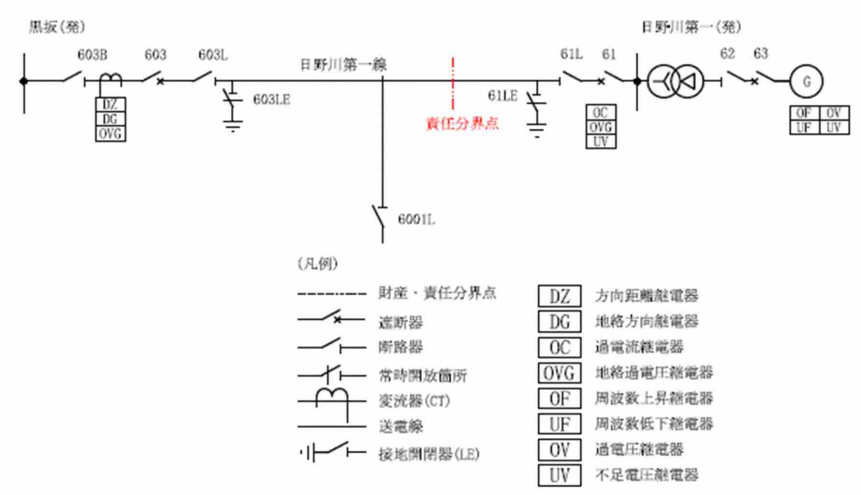 黒坂(発)
日野川第一(発)
603B
603
603L
日野川第一線
61L
61
62
63
603LE
61LE
G
DZ
DG
OVG
責任分界点
OC
OVG
UV
OF OV
UF UV
6001L
(凡例)
財産・責任分界点
遮断器
断路器
常時開放箇所
変流器(CT)
送電線
接地開閉器(LE)
DZ 方向距離継電器
DG 地絡方向継電器
OC 過電流継電器
OVG 地絡過電圧継電器
OF 周波数上昇継電器
UF 周波数低下継電器
OV 過電圧継電器
UV 不足電圧継電器